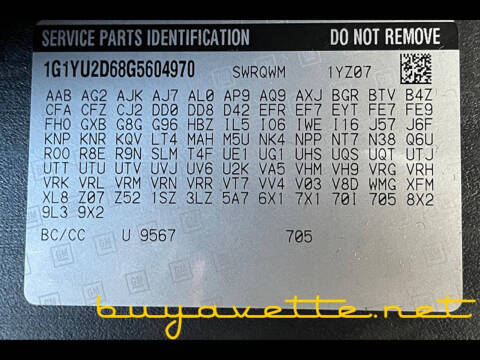 SERVICE PARTS IDENTIFICATION DO NOT REMOVE
1G1YU2D68G5604970 SWRQWM 1YZ07
AAB AG2 AJK AJ7 AL0 AP9 AQ9 AXJ BGR BTV B4Z
CFA CFZ CJ2 DD0 DD8 D42 EFR EF7 EYT FE7 FE9
FHO GXB G8G G96 HBZ IL5 IO6 IWE I16 J57 J6F
KNP KNR KQV LT4 MAH M5U NK4 NPP NT7 N38 Q6U
ROO R8E R9N SLM T4F UE1 UG1 UHS UQS UQT UTJ
UTT UTU UTV UVJ UV6 U2K VA5 VHM VH9 VRG VRH
VRK VRL VRM VRN VRR VT7 VV4 V03 V8D WMG XFM
XL8 Z07 Z52 1SZ 3LZ 5A7 6X1 7X1 70I 705 8X2
9L3 9X2
BC/CC U 9567 705
buyavette.net